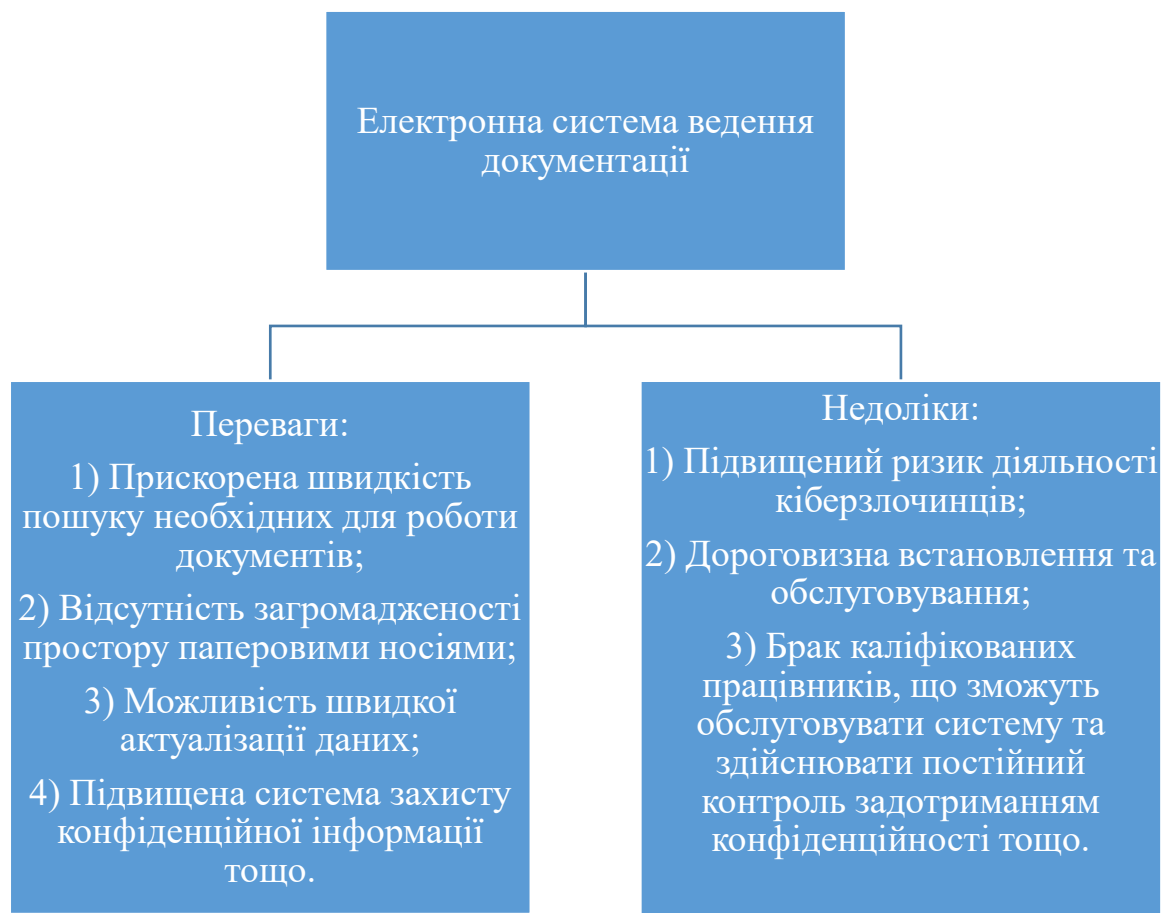 Електронна система ведення
документації
Переваги:
1) Прискорена швидкість
пошуку необхідних для роботи
документів;
2) Відсутність загромадженості
простору паперовими носіями;
3) Можливість швидкої
актуалізації даних;
4) Підвищена система захисту
конфіденційної інформації
тощо.
Недоліки:
1) Підвищений ризик діяльності
кіберзлочинців;
2) Дороговизна встановлення та
обслуговування;
3) Брак каліфікованих
працівників, що зможуть
обслуговувати систему та
здійснювати постійний
контроль задотриманням
конфіденційності тощо.